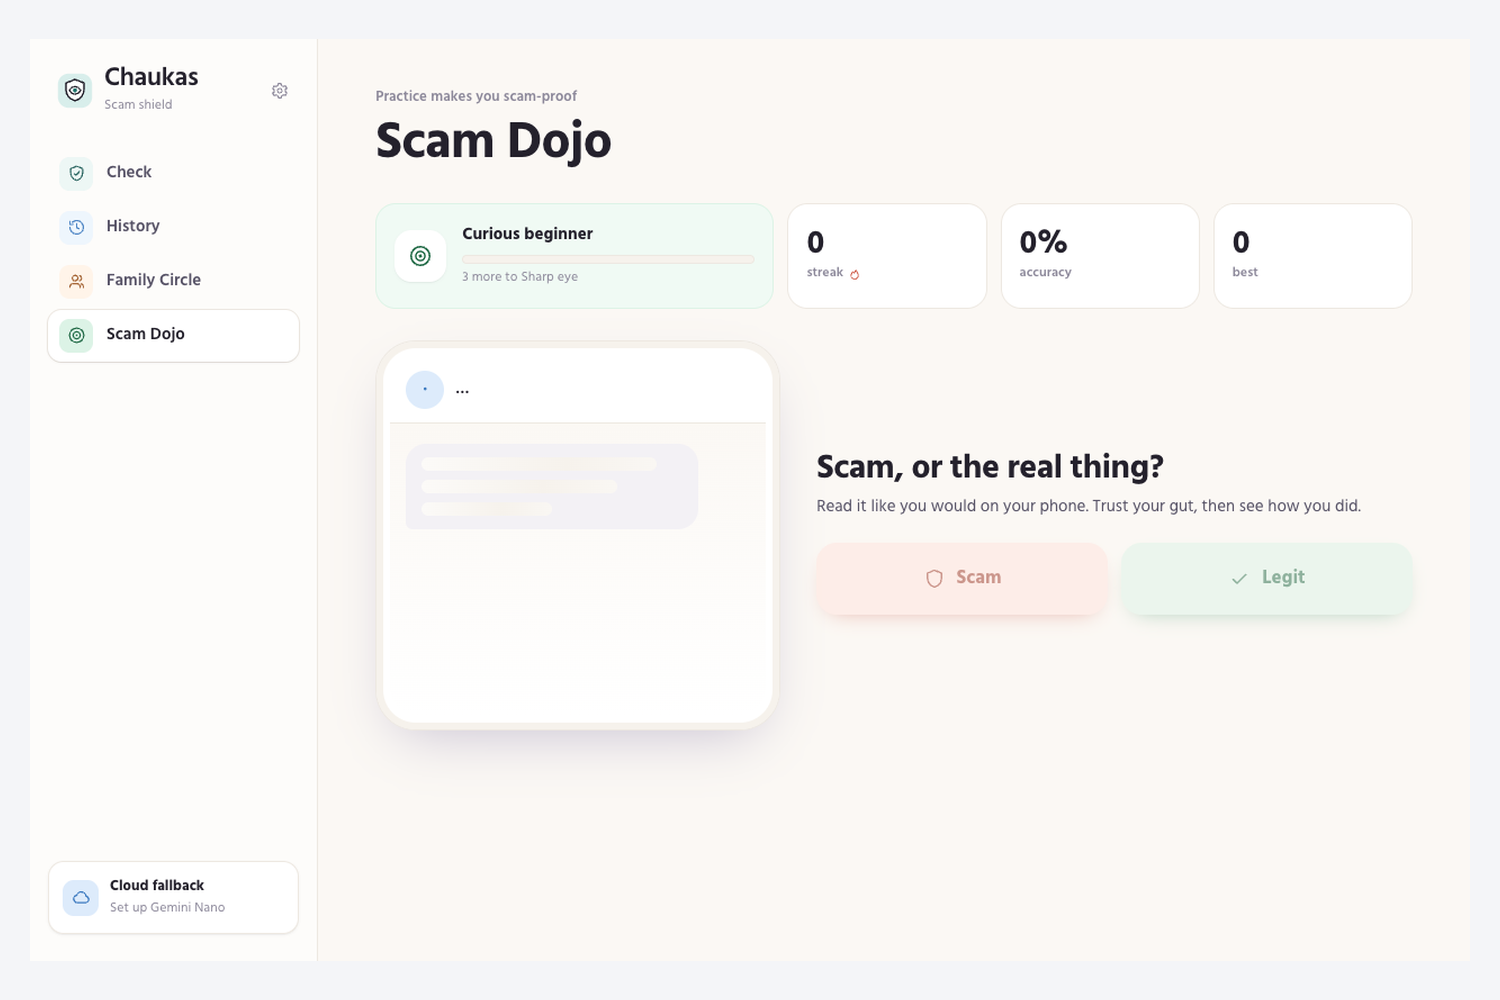 Chaukas
Scam shield
Check
History
Family Circle
Scam Dojo
Cloud fallback
Set up Gemini Nano
Practice makes you scam-proof
Scam Dojo
Curious beginner
3 more to Sharp eye
0
streak
0%
accuracy
0
best
...
Scam, or the real thing?
Read it like you would on your phone. Trust your gut, then see how you did.
Scam
Legit